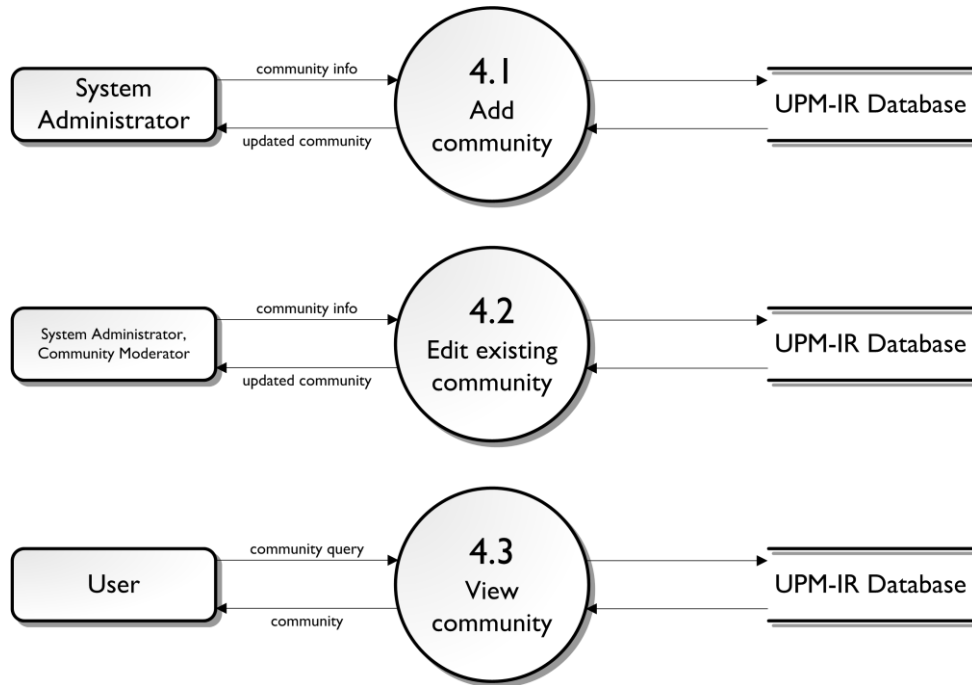 System
Administrator
community info
updated community
4.1
Add
community
UPM-IR Database
System Administrator,
Community Moderator
community info
updated community
4.2
Edit existing
community
UPM-IR Database
User
community query
community
4.3
View
community
UPM-IR Database